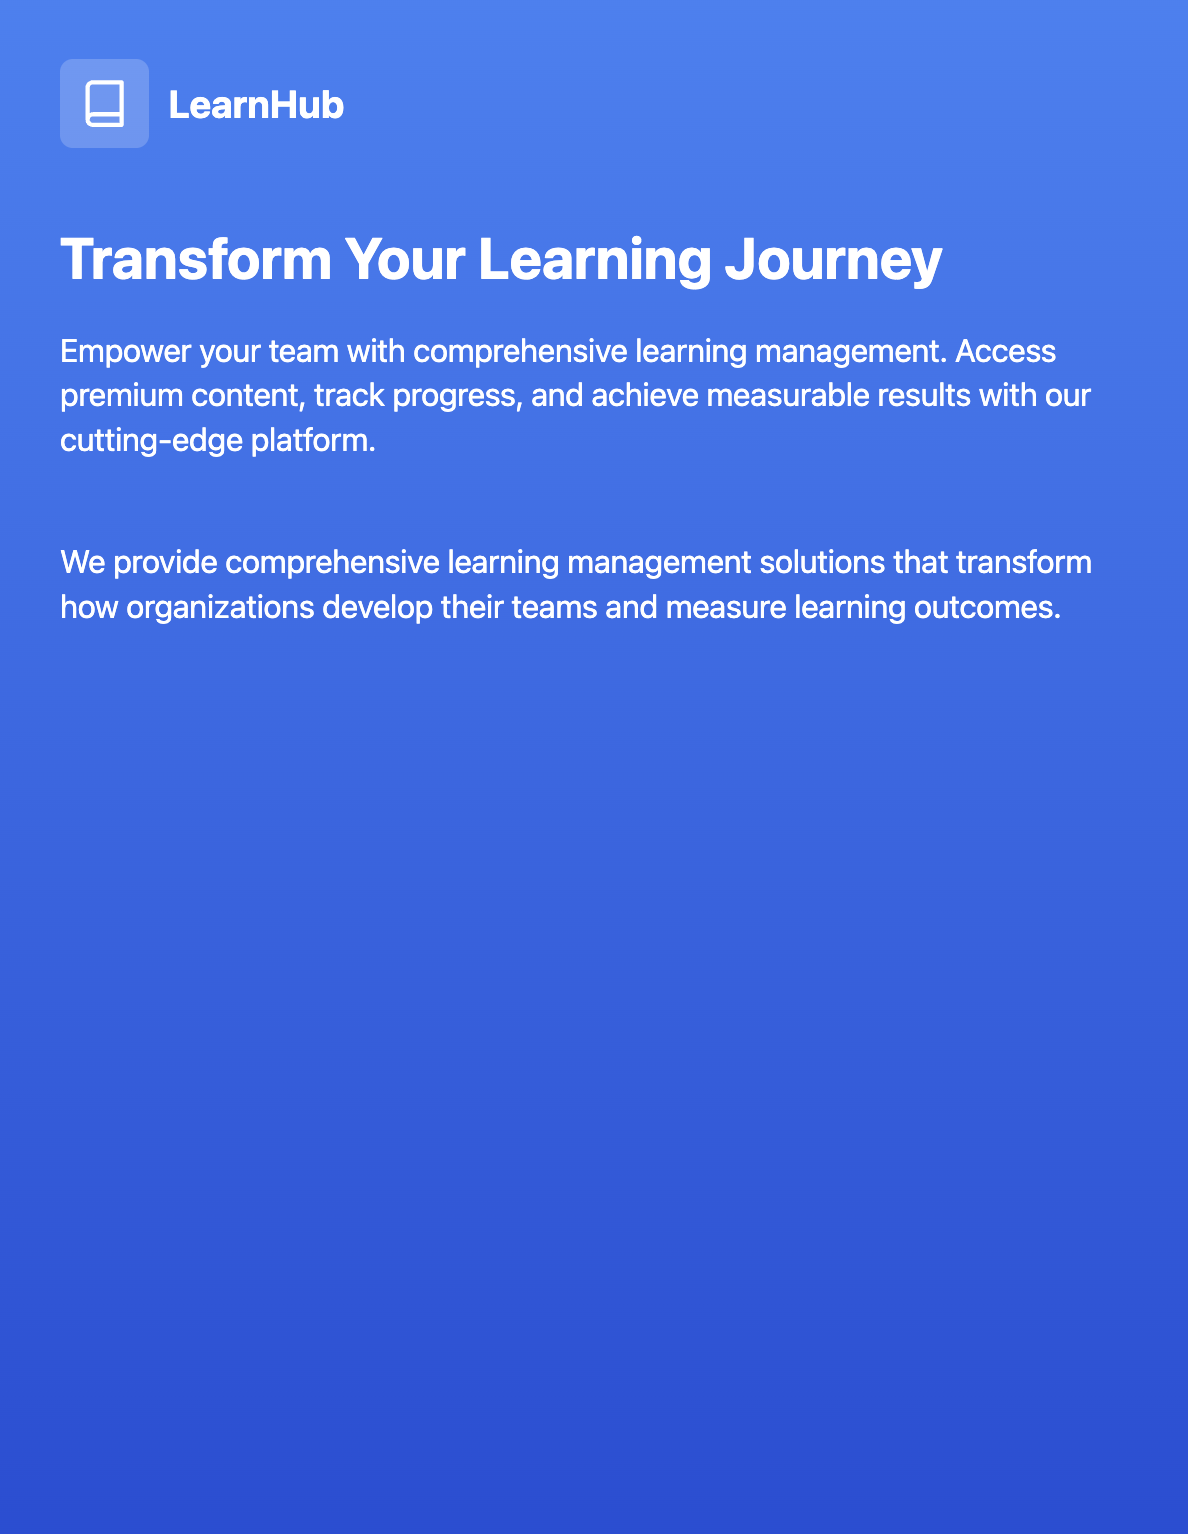 LearnHub
Transform Your Learning Journey
Empower your team with comprehensive learning management. Access
premium content, track progress, and achieve measurable results with our
cutting-edge platform.
We provide comprehensive learning management solutions that transform
how organizations develop their teams and measure learning outcomes.